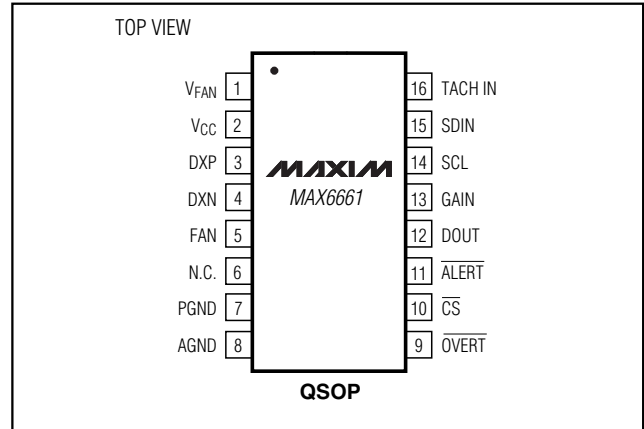 TOP VIEW
VFAN 1
VCC 2
DXP 3
DXN 4
FAN 5
N.C. 6
PGND 7
AGND 8
MAXIM
MAX6661
16 TACH IN
15 SDIN
14 SCL
13 GAIN
12 DOUT
11 ALERT
10 CS
9 OVERT
QSOP